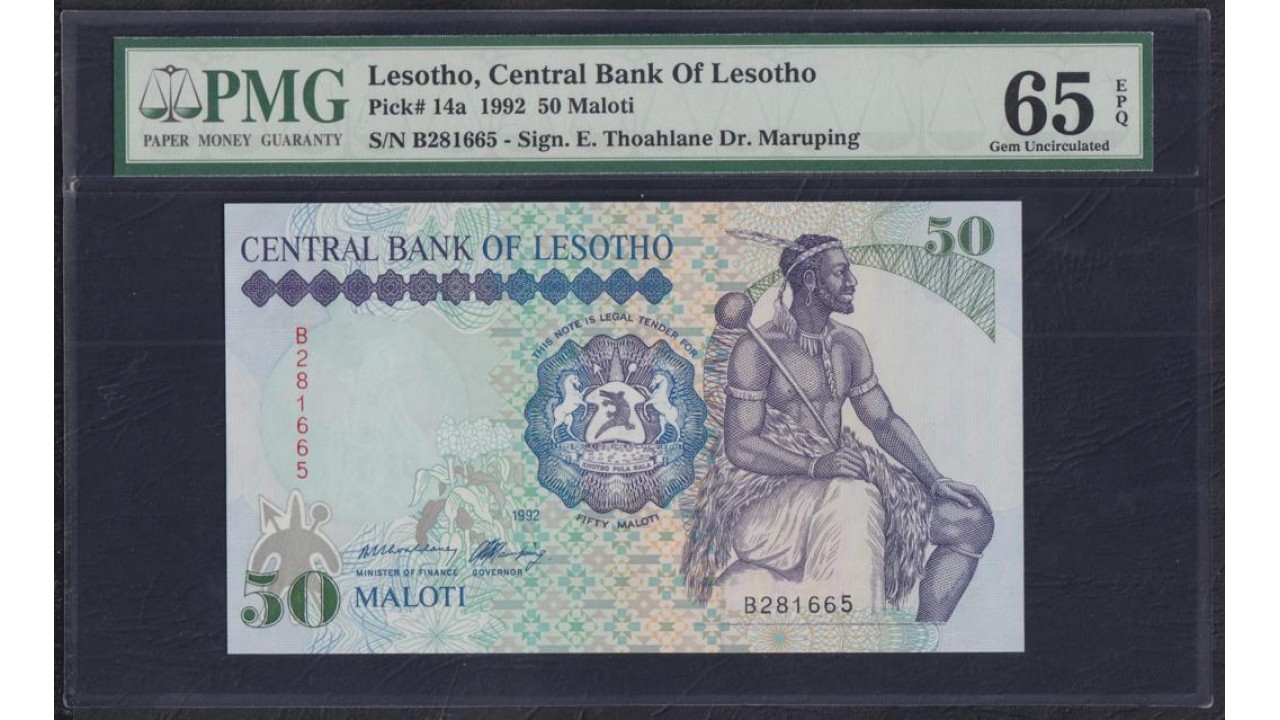 PMG
PAPER MONEY GUARANTY
Lesotho, Central Bank Of Lesotho
Pick# 14a 1992 50 Maloti
S/N B281665 - Sign. E. Thoahlane Dr. Maruping
65
EPQ
Gem Uncirculated
CENTRAL BANK OF LESOTHO
50
B281665
THIS NOTE IS LEGAL TENDER FOR
KHOTSO PULA NALA
FIFTY MALOTI
1992
MINISTER OF FINANCE GOVERNOR
50 MALOTI
B281665